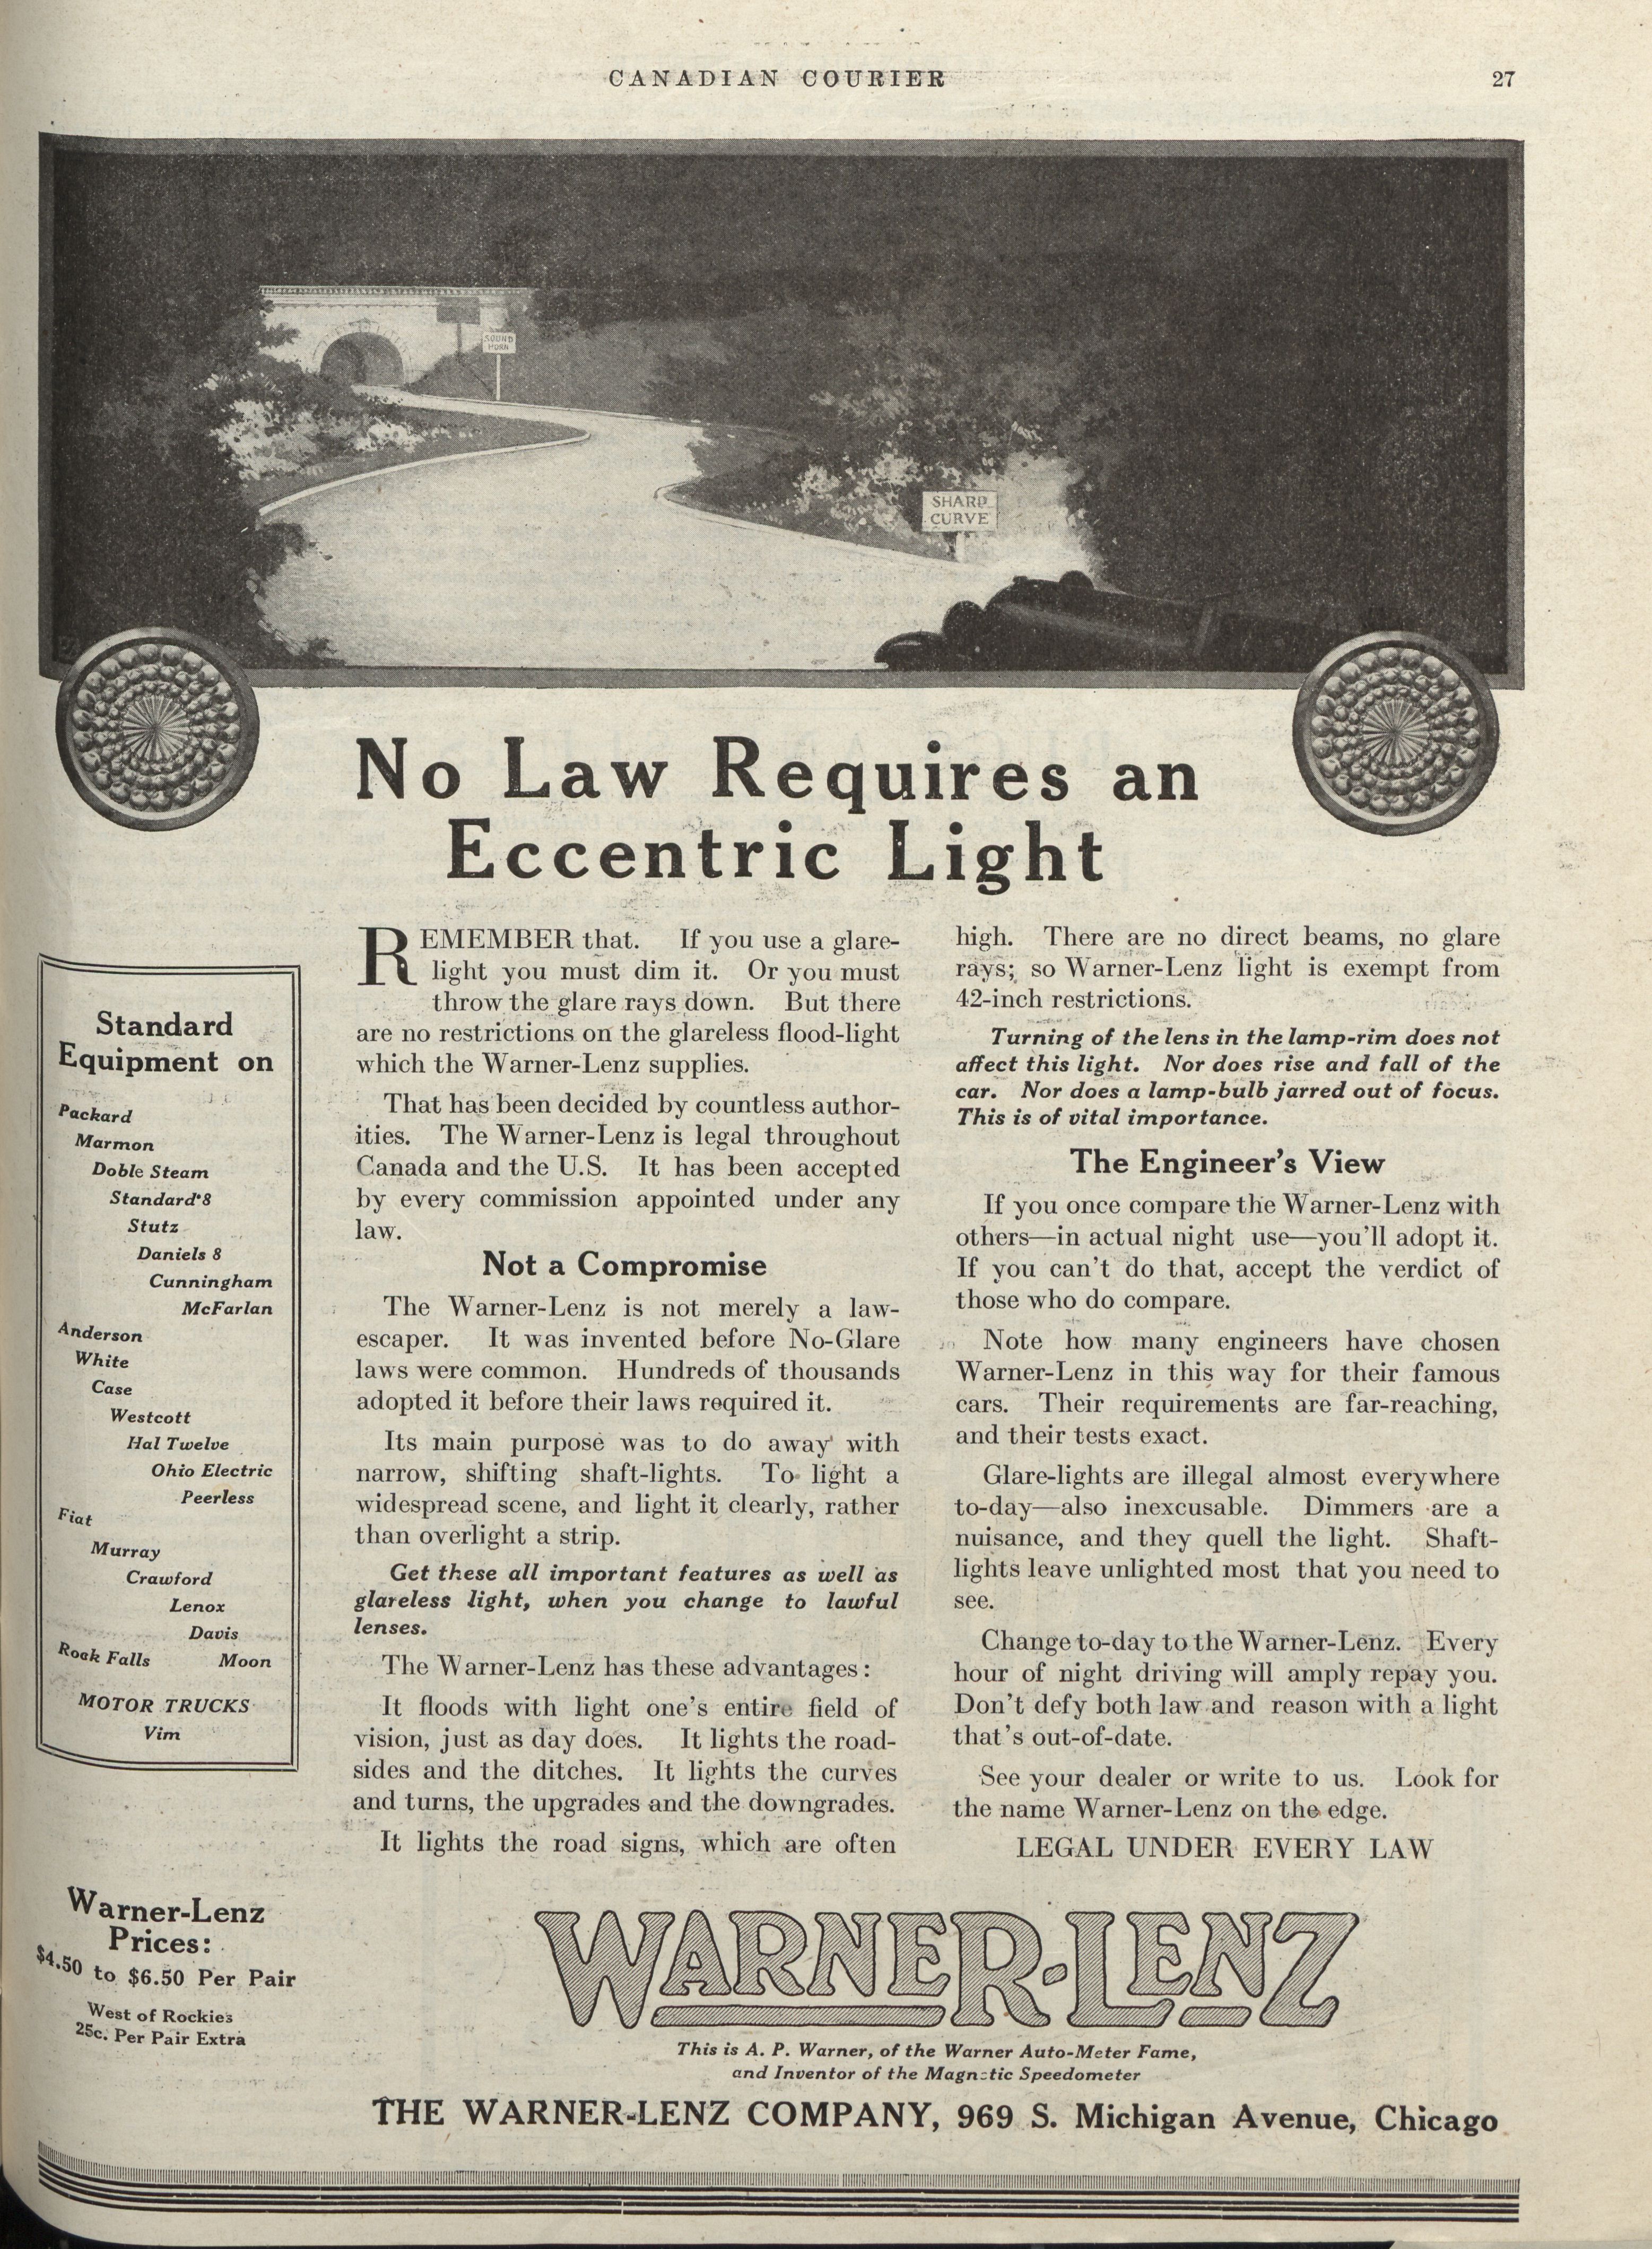 CANADIAN COURIER
27
SOUND
HORN
SHARP
CURVE
No Law Requires an
Eccentric Light
REMEMBER that. If you use a glare-
light you must dim it. Or you must
throw the glare rays down. But there
are no restrictions on the glareless flood-light
which the Warner-Lenz supplies.
That has been decided by countless author-
ities. The Warner-Lenz is legal throughout
Canada and the U.S. It has been accepted
by every commission appointed under any
law.
Not a Compromise
The Warner-Lenz is not merely a law-
escaper. It was invented before No-Glare
laws were common. Hundreds of thousands
adopted it before their laws required it.
Its main purpose was to do away with
narrow, shifting shaft-lights. To light a
widespread scene, and light it clearly, rather
than overlight a strip.
Get these all important features as well as
glareless light, when you change to lawful
lenses.
The Warner-Lenz has these advantages:
It floods with light one's entire field of
vision, just as day does. It lights the road-
sides and the ditches. It lights the curves
and turns, the upgrades and the downgrades.
It lights the road signs, which are often
high. There are no direct beams, no glare
rays; so Warner-Lenz light is exempt from
42-inch restrictions.
Turning of the lens in the lamp-rim does not
affect this light. Nor does rise and fall of the
car. Nor does a lamp-bulb jarred out of focus.
This is of vital importance.
The Engineer's View
If you once compare the Warner-Lenz with
others—in actual night use—you'll adopt it.
If you can't do that, accept the verdict of
those who do compare.
Note how many engineers have chosen
Warner-Lenz in this way for their famous
cars. Their requirements are far-reaching,
and their tests exact.
Glare-lights are illegal almost everywhere
to-day—also inexcusable. Dimmers are a
nuisance, and they quell the light. Shaft-
lights leave unlighted most that you need to
see.
Change to-day to the Warner-Lenz. Every
hour of night driving will amply repay you.
Don't defy both law and reason with a light
that's out-of-date.
See your dealer or write to us. Look for
the name Warner-Lenz on the edge.
LEGAL UNDER EVERY LAW
Standard
Equipment on
Packard
Marmon
Doble Steam
Standard 8
Stutz
Daniels 8
Cunningham
McFarlan
Anderson
White
Case
Westcott
Hal Twelve
Ohio Electric
Peerless
Fiat
Murray
Crawford
Lenox
Davis
Rock Falls Moon
MOTOR TRUCKS
Vim
Warner-Lenz
Prices:
$4.50 to $6.50 Per Pair
West of Rockies
25c. Per Pair Extra
WARNER-LENZ
This is A. P. Warner, of the Warner Auto-Meter Fame,
and Inventor of the Magnetic Speedometer
THE WARNER-LENZ COMPANY, 969 S. Michigan Avenue, Chicago